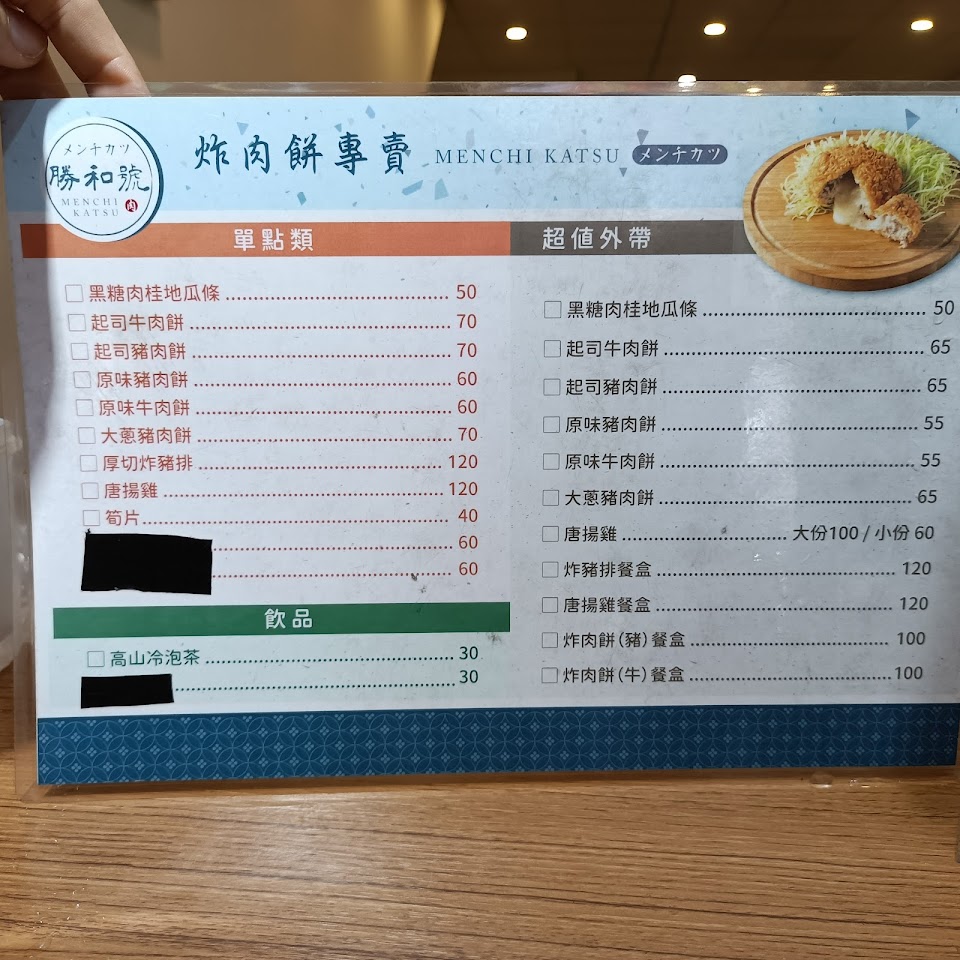 メンチカツ
勝和號
MENCHI
KATSU
肉
炸肉餅專賣 MENCHI KATSU メンチカツ
單點類
黑糖肉桂地瓜條 50
起司牛肉餅 70
起司豬肉餅 70
原味豬肉餅 60
原味牛肉餅 60
大蔥豬肉餅 70
厚切炸豬排 120
唐揚雞 120
筍片 40
60
60
飲品
高山冷泡茶 30
30
超值外帶
黑糖肉桂地瓜條 50
起司牛肉餅 65
起司豬肉餅 65
原味豬肉餅 55
原味牛肉餅 55
大蔥豬肉餅 65
唐揚雞 大份100 / 小份 60
炸豬排餐盒 120
唐揚雞餐盒 120
炸肉餅(豬)餐盒 100
炸肉餅(牛)餐盒 100